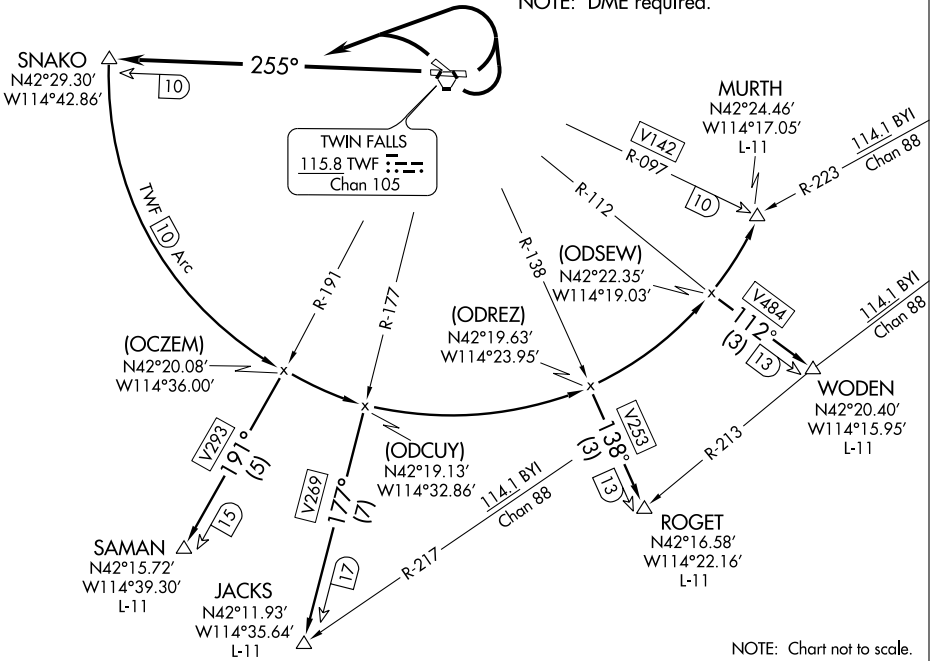 NOTE: DME required.
SNAKO
N42°29.30′
W114°42.86′
255°
10
TWIN FALLS
115.8 TWF
Chan 105
MURTH
N42°24.46′
W114°17.05′
L-11
V142
R-097
10
114.1 BYI
Chan 88
R-223
TWF 10 Arc
R-191
R-177
R-138
R-112
(ODSEW)
N42°22.35′
W114°19.03′
(ODREZ)
N42°19.63′
W114°23.95′
(OCZEM)
N42°20.08′
W114°36.00′
V484
112°
(3)
13
114.1 BYI
Chan 88
R-213
WODEN
N42°20.40′
W114°15.95′
L-11
(ODCUY)
N42°19.13′
W114°32.86′
V293
191°
(5)
15
V269
177°
(7)
17
V253
138°
(3)
13
114.1 BYI
Chan 88
R-217
SAMAN
N42°15.72′
W114°39.30′
L-11
JACKS
N42°11.93′
W114°35.64′
L-11
ROGET
N42°16.58′
W114°22.16′
L-11
NOTE: Chart not to scale.